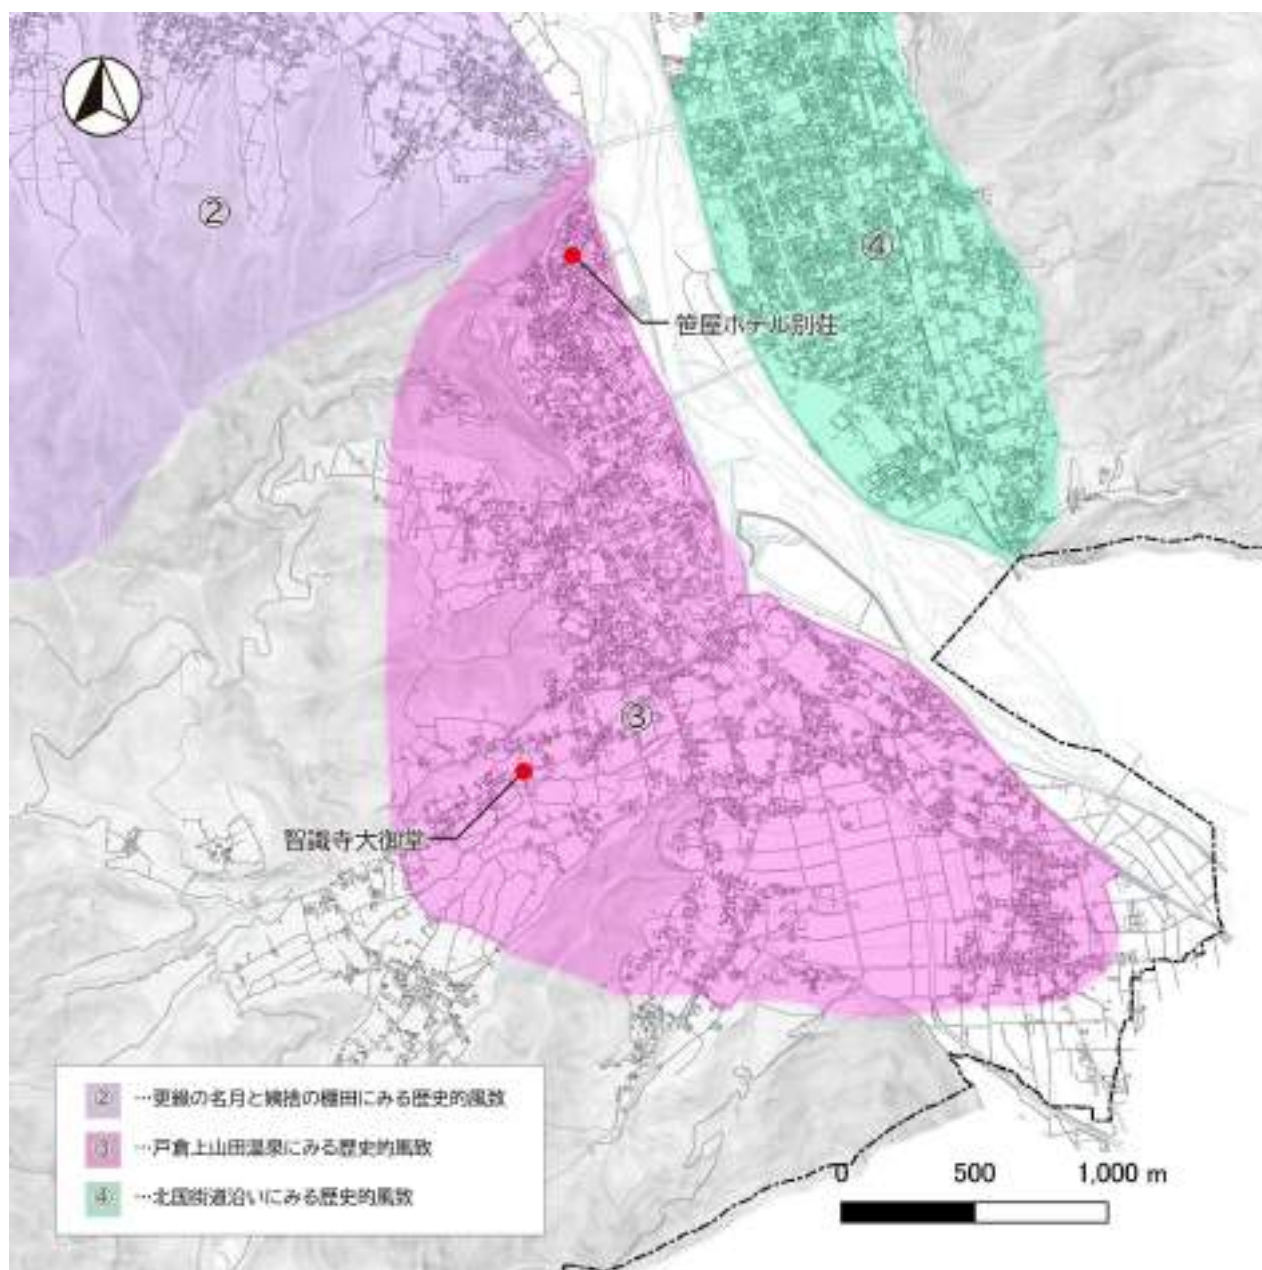 ②
④
笹屋ホテル別荘
③
智識寺大御堂
② …更級の名月と姨捨の棚田にみる歴史的風致
③ …戸倉上山田温泉にみる歴史的風致
④ …北国街道沿いにみる歴史的風致
0 500 1,000 m